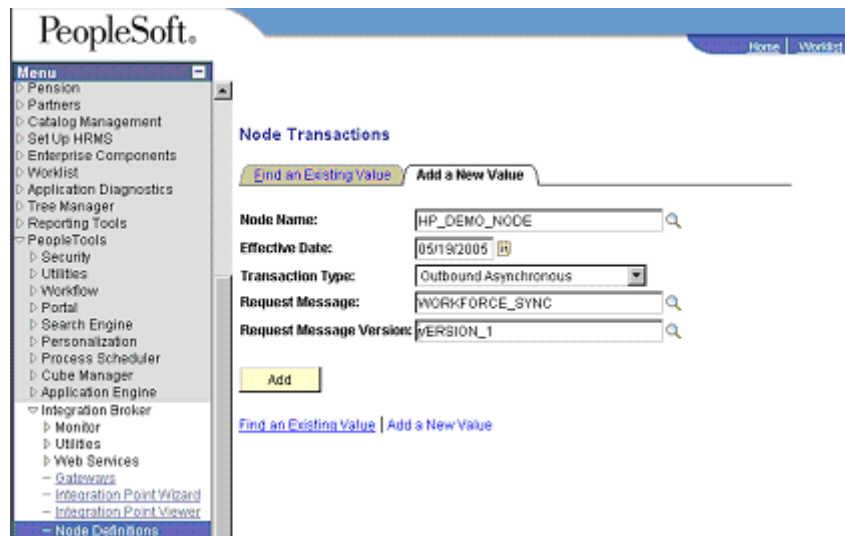 PeopleSoft.
Home | Worklist
Menu
Pension
Partners
Catalog Management
Set Up HRMS
Enterprise Components
Worklist
Application Diagnostics
Tree Manager
Reporting Tools
PeopleTools
Security
Utilities
Workflow
Portal
Search Engine
Personalization
Process Scheduler
Cube Manager
Application Engine
Integration Broker
Monitor
Utilities
Web Services
Gateways
Integration Point Wizard
Integration Point Viewer
Node Definitions
Node Transactions
Find an Existing Value
Add a New Value
Node Name: HP_DEMO_NODE
Effective Date: 05/19/2005
Transaction Type: Outbound Asynchronous
Request Message: WORKFORCE_SYNC
Request Message Version: VERSION_1
Add
Find an Existing Value | Add a New Value